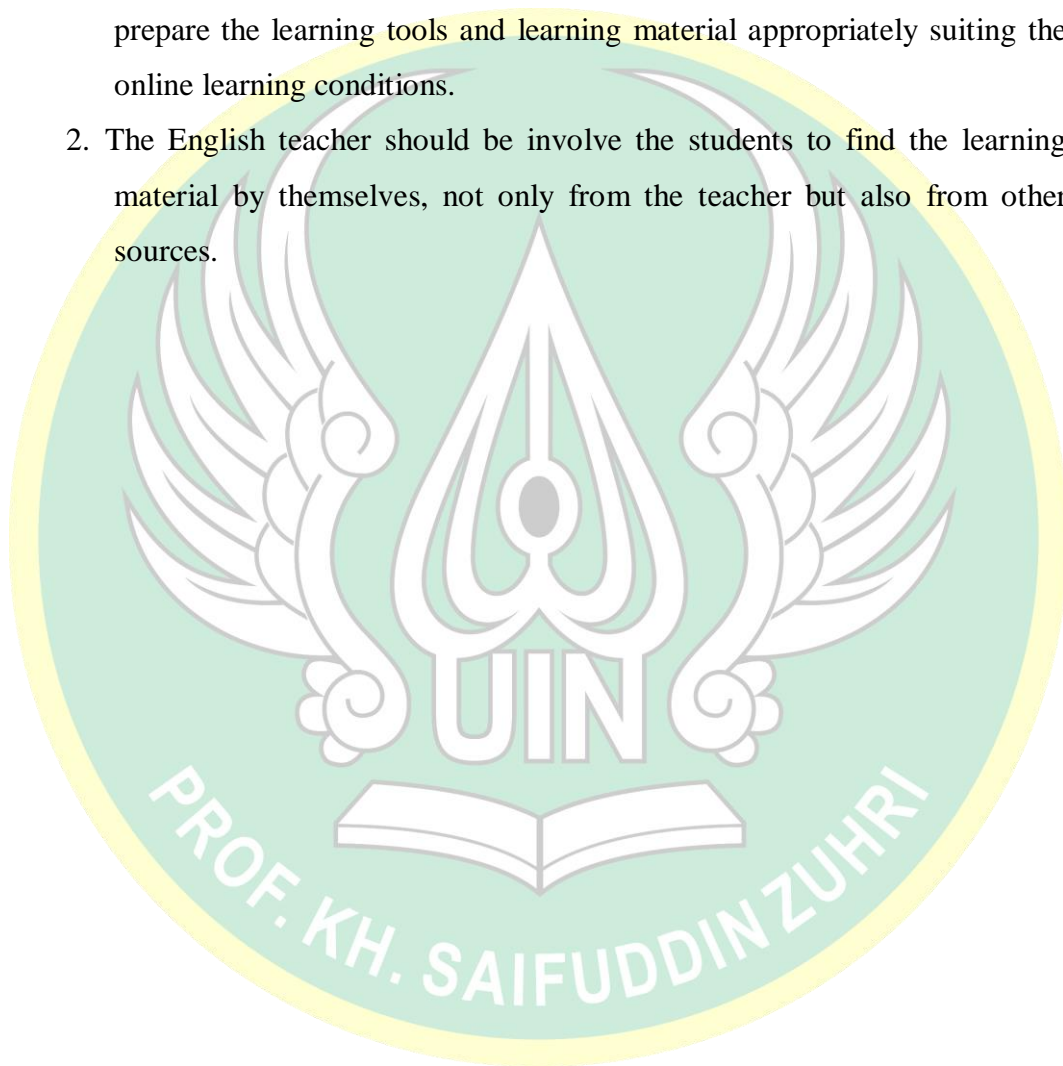 prepare the learning tools and learning material appropriately suiting the
online learning conditions.
2. The English teacher should be involve the students to find the learning
material by themselves, not only from the teacher but also from other
sources.
UIN
PROF. KH. SAIFUDDIN ZUHRI